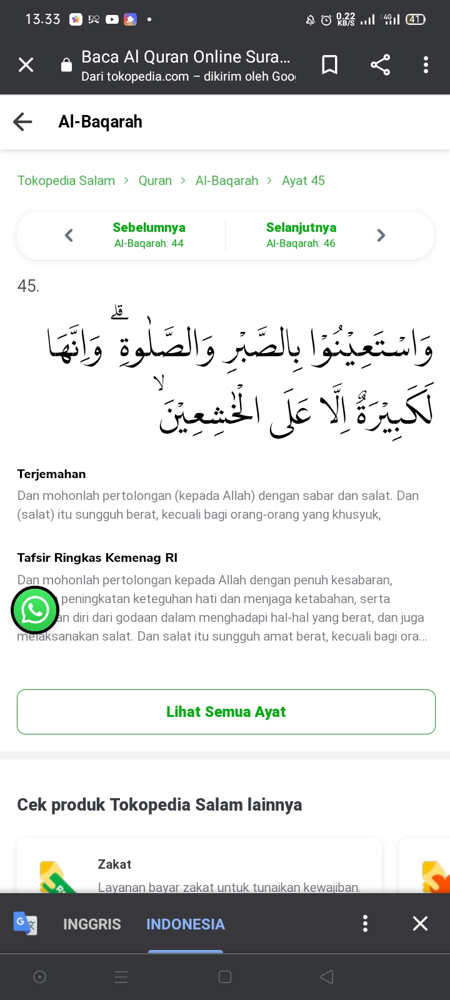 13.33
0.22
KB/S
4G
41
Baca Al Quran Online Sura...
Dari tokopedia.com – dikirim oleh Goo
Al-Baqarah
Tokopedia Salam > Quran > Al-Baqarah > Ayat 45
Sebelumnya
Al-Baqarah: 44
Selanjutnya
Al-Baqarah: 46
45.
وَاسْتَعِيْنُوْا بِالصَّبْرِ وَالصَّلٰوةِ ۗ وَاِنَّهَا
لَكَبِيْرَةٌ اِلَّا عَلَى الْخٰشِعِيْنَۙ
Terjemahan
Dan mohonlah pertolongan (kepada Allah) dengan sabar dan salat. Dan
(salat) itu sungguh berat, kecuali bagi orang-orang yang khusyuk,
Tafsir Ringkas Kemenag RI
Dan mohonlah pertolongan kepada Allah dengan penuh kesabaran,
peningkatan keteguhan hati dan menjaga ketabahan, serta
diri dari godaan dalam menghadapi hal-hal yang berat, dan juga
melaksanakan salat. Dan salat itu sungguh amat berat, kecuali bagi ora...
Lihat Semua Ayat
Cek produk Tokopedia Salam lainnya
Zakat
Layanan bayar zakat untuk tunaikan kewajiban.
INGGRIS
INDONESIA